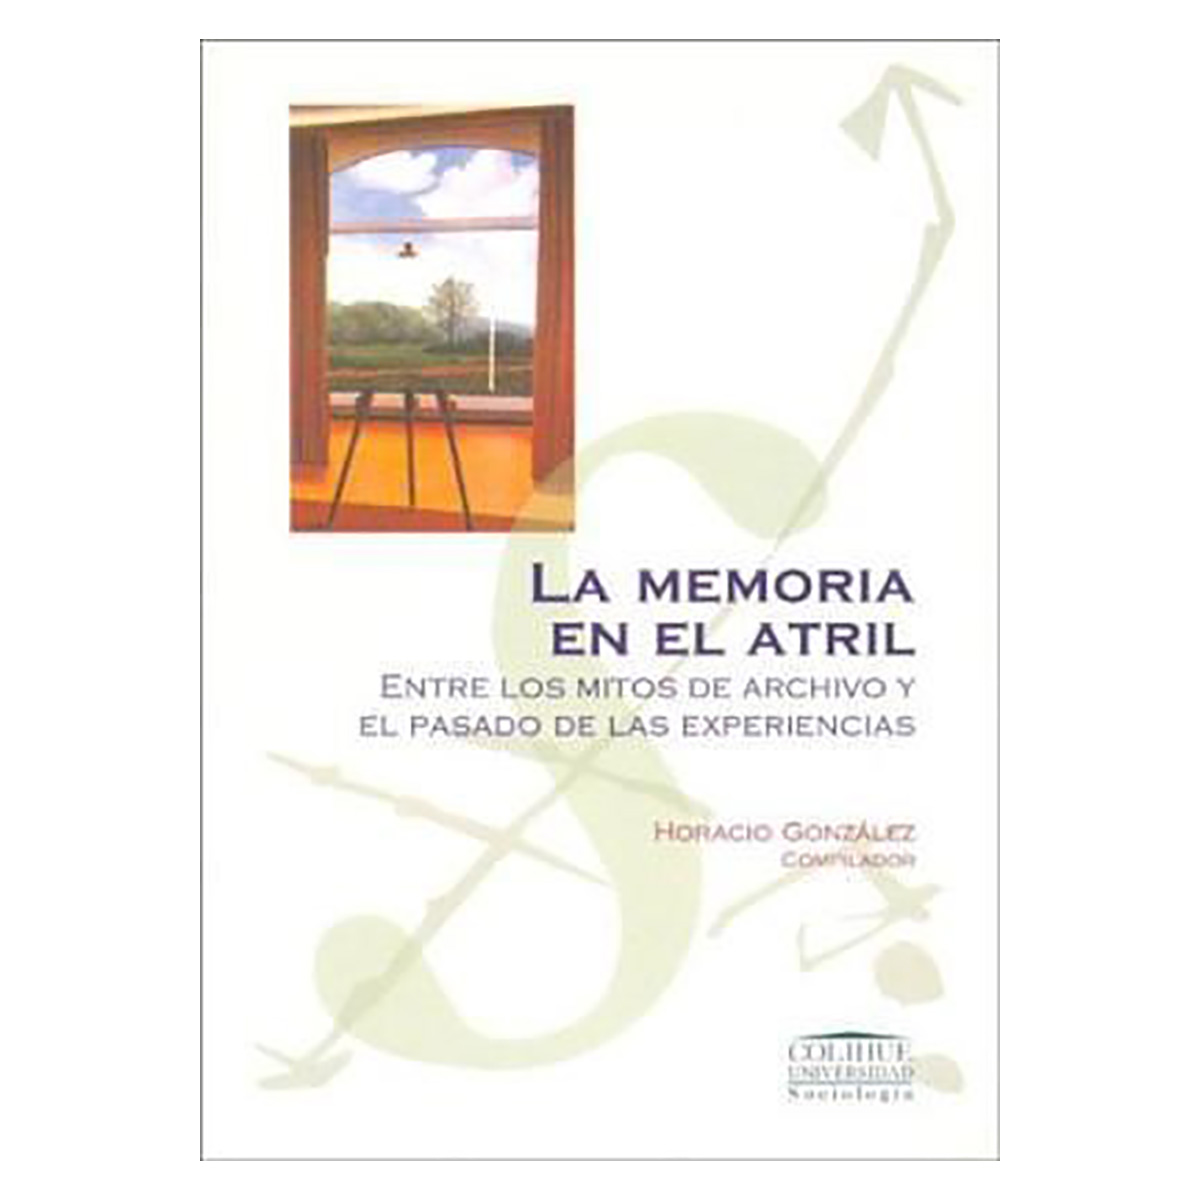 LA MEMORIA
EN EL ATRIL
ENTRE LOS MITOS DE ARCHIVO Y
EL PASADO DE LAS EXPERIENCIAS
HORACIO GONZÁLEZ
COMPILADOR
COLIHUE
UNIVERSIDAD
Sociología